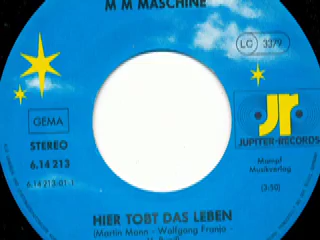 M M MASCHINE
LC 3379
GEMA
STEREO
6.14 213
6.14 213-01-1
jr
JUPITER-RECORDS
Mampf
Musikverlag
(3:50)
HIER TOBT DAS LEBEN
(Martin Mann - Wolfgang Franjo -